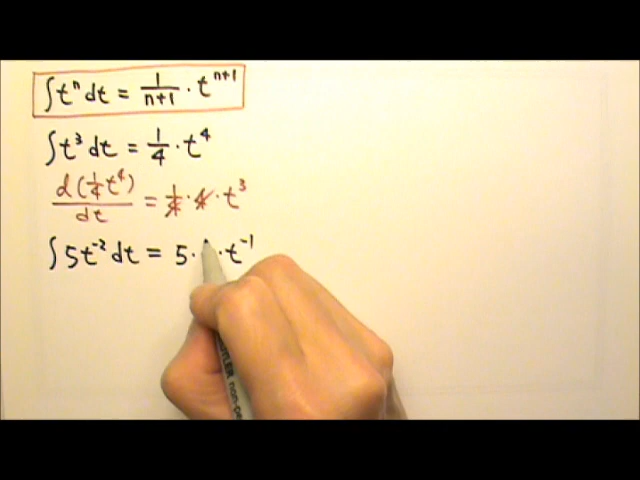 ∫tⁿ dt = 1/(n+1) · tⁿ⁺¹
∫t³ dt = 1/4 · t⁴
d(1/4 t⁴)/dt = 1/4 · 4 · t³
∫5t⁻² dt = 5 · · t⁻¹